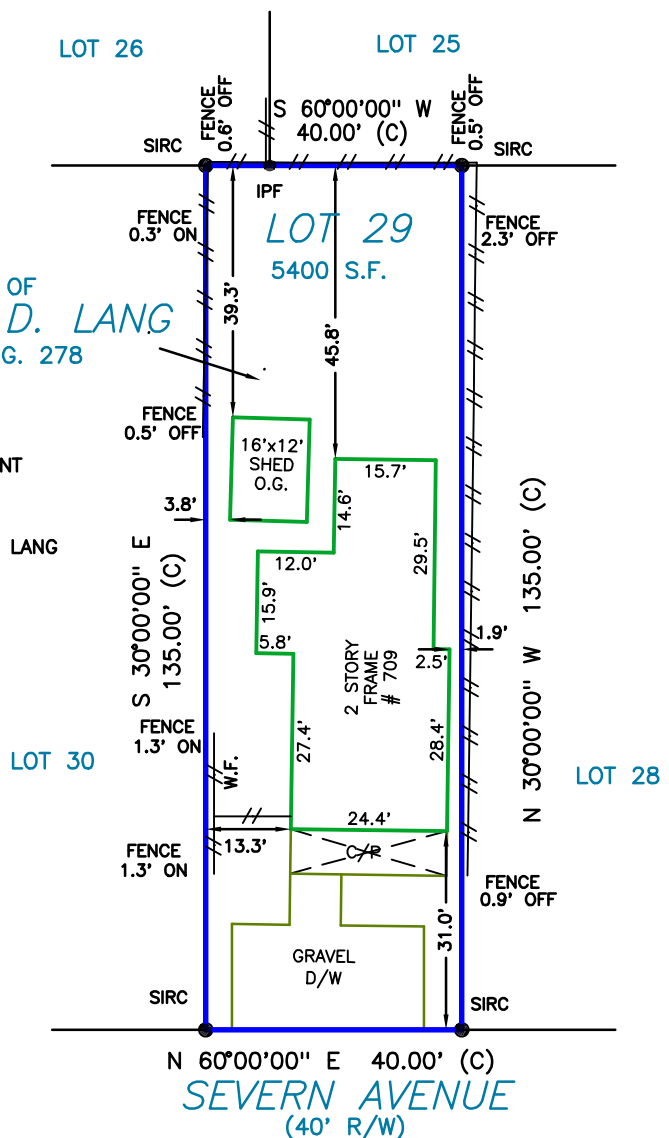 LOT 26
LOT 25
FENCE
0.6' OFF
S 60°00'00" W
40.00' (C)
FENCE
0.5' OFF
SIRC
SIRC
IPF
FENCE
0.3' ON
LOT 29
5400 S.F.
FENCE
2.3' OFF
OF
D. LANG
G. 278
39.3'
45.8'
FENCE
0.5' OFF
16'x12'
SHED
O.G.
NT
15.7'
14.6'
3.8'
LANG
12.0'
29.5'
S 30°00'00" E
135.00' (C)
N 30°00'00" W 135.00' (C)
15.9'
5.8'
1.9'
2.5'
2 STORY
FRAME
# 709
27.4'
28.4'
FENCE
1.3' ON
W.F.
LOT 30
LOT 28
24.4'
13.3'
C/P
FENCE
1.3' ON
FENCE
0.9' OFF
31.0'
GRAVEL
D/W
SIRC
SIRC
N 60°00'00" E 40.00' (C)
SEVERN AVENUE
(40' R/W)